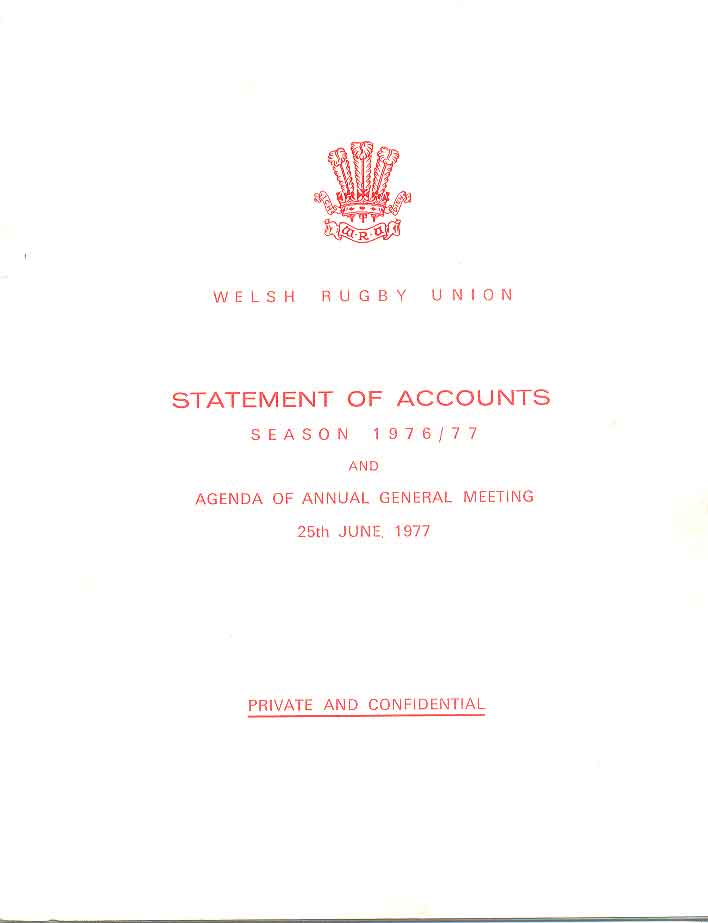 W·R·U
WELSH RUGBY UNION
STATEMENT OF ACCOUNTS
SEASON 1976/77
AND
AGENDA OF ANNUAL GENERAL MEETING
25th JUNE, 1977
PRIVATE AND CONFIDENTIAL